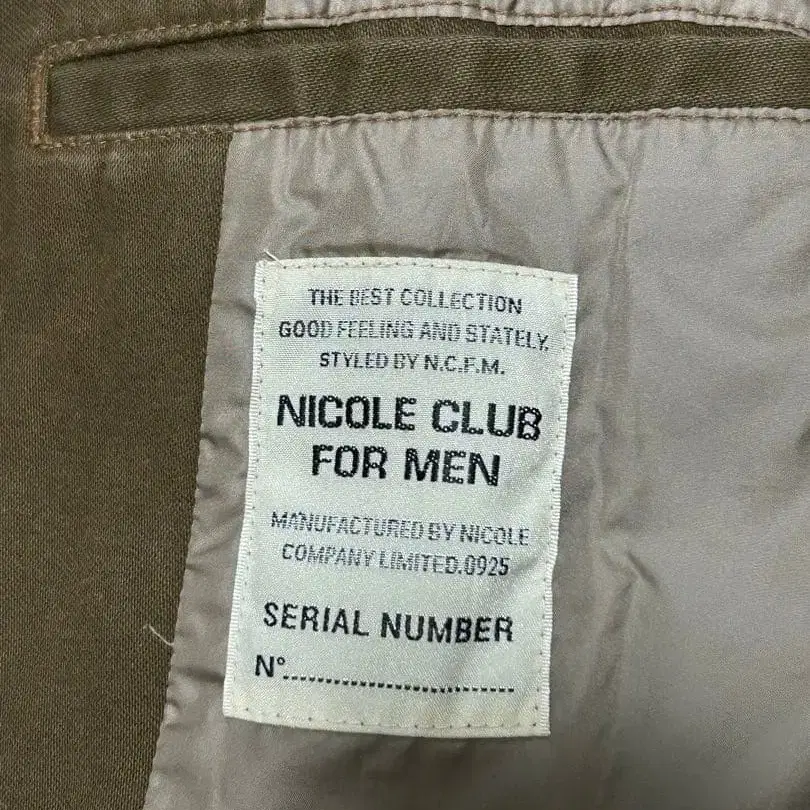 THE BEST COLLECTION
GOOD FEELING AND STATELY.
STYLED BY N.C.F.M.
NICOLE CLUB
FOR MEN
MANUFACTURED BY NICOLE
COMPANY LIMITED.0925
SERIAL NUMBER
N°........................